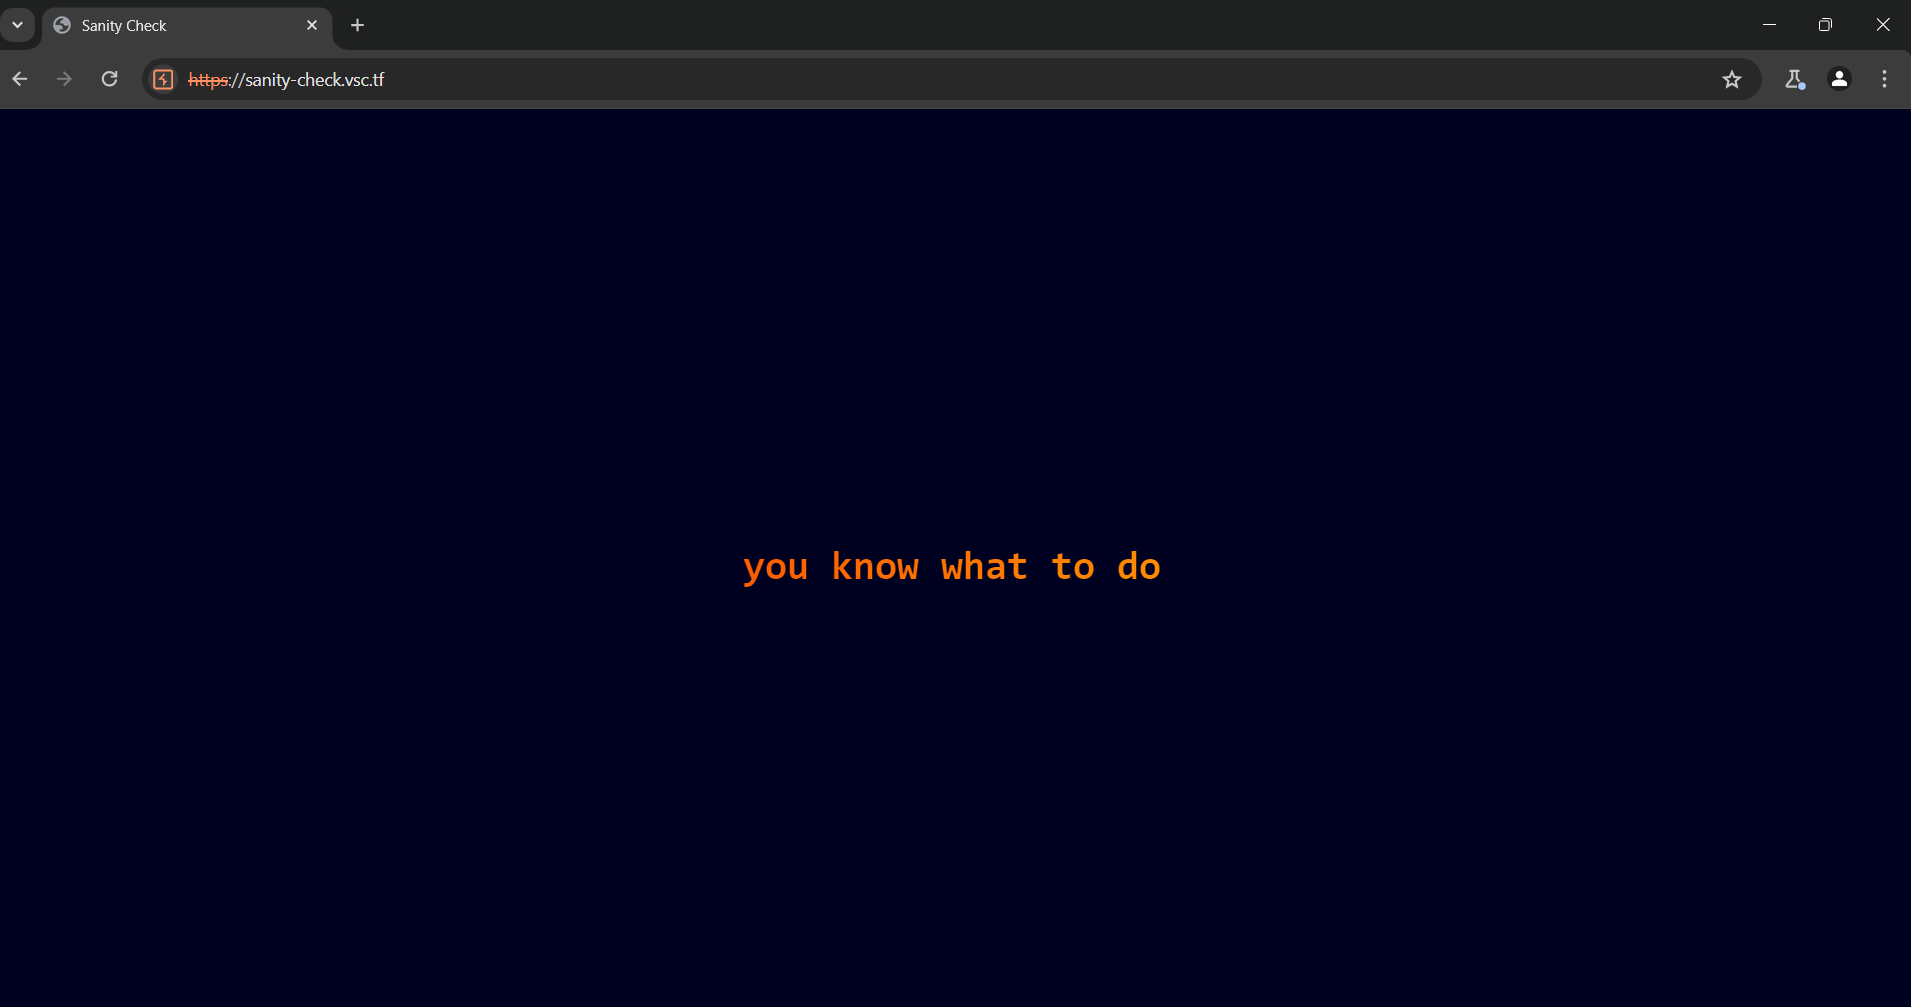 Sanity Check
https://sanity-check.vsc.tf
you know what to do